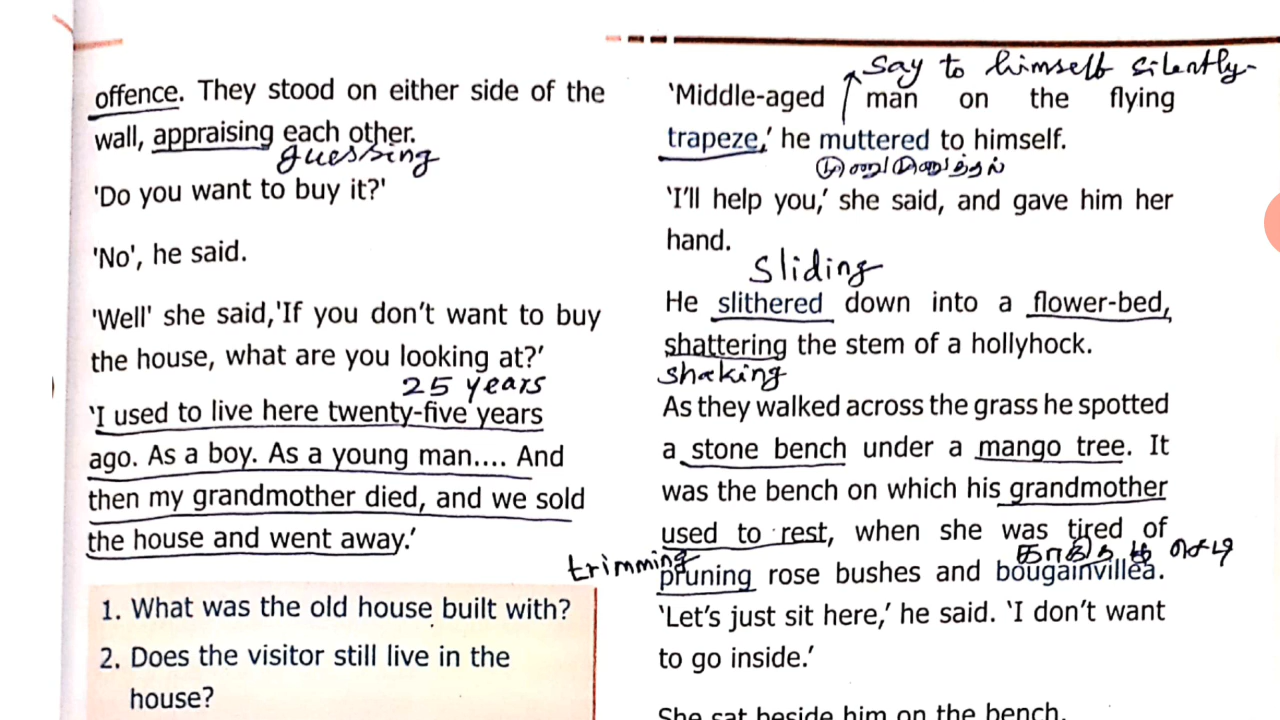 offence. They stood on either side of the
wall, appraising each other.
guessing
'Do you want to buy it?'
'No', he said.
'Well' she said,'If you don't want to buy
the house, what are you looking at?'
25 years
'I used to live here twenty-five years
ago. As a boy. As a young man.... And
then my grandmother died, and we sold
the house and went away.'
1. What was the old house built with?
2. Does the visitor still live in the
house?
say to himself silently-
'Middle-aged man on the flying
trapeze,' he muttered to himself.
முணுமுணுத்தல்
'I'll help you,' she said, and gave him her
hand.
Sliding
He slithered down into a flower-bed,
shattering the stem of a hollyhock.
shaking
As they walked across the grass he spotted
a stone bench under a mango tree. It
was the bench on which his grandmother
used to rest, when she was tired of
காகித பூ செடி
trimming
pruning rose bushes and bougainvillea.
'Let's just sit here,' he said. 'I don't want
to go inside.'
She sat beside him on the bench.